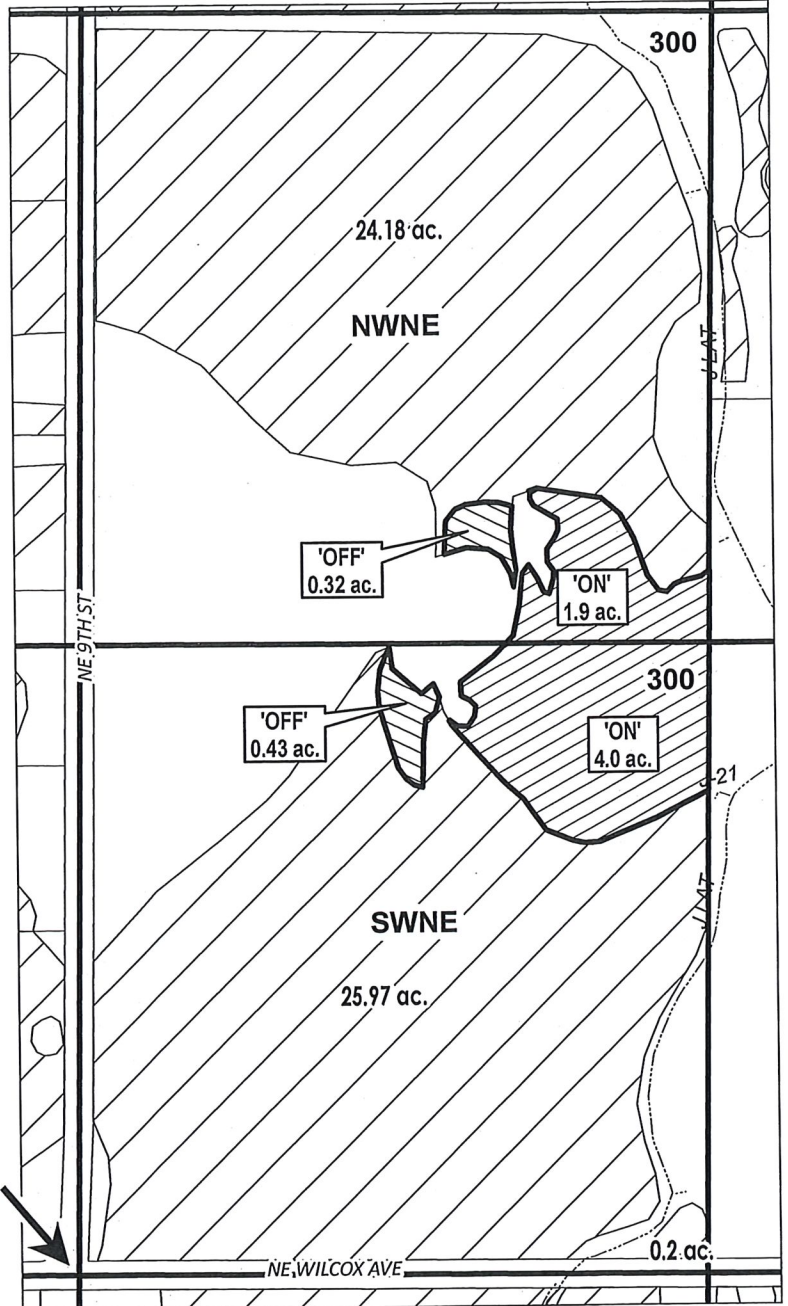 300
24.18 ac.
NWNE
J LAT
'OFF'
0.32 ac.
'ON'
1.9 ac.
NE 9TH ST
300
'OFF'
0.43 ac.
'ON'
4.0 ac.
21
J LAT
SWNE
25.97 ac.
0.2 ac.
NE WILCOX AVE